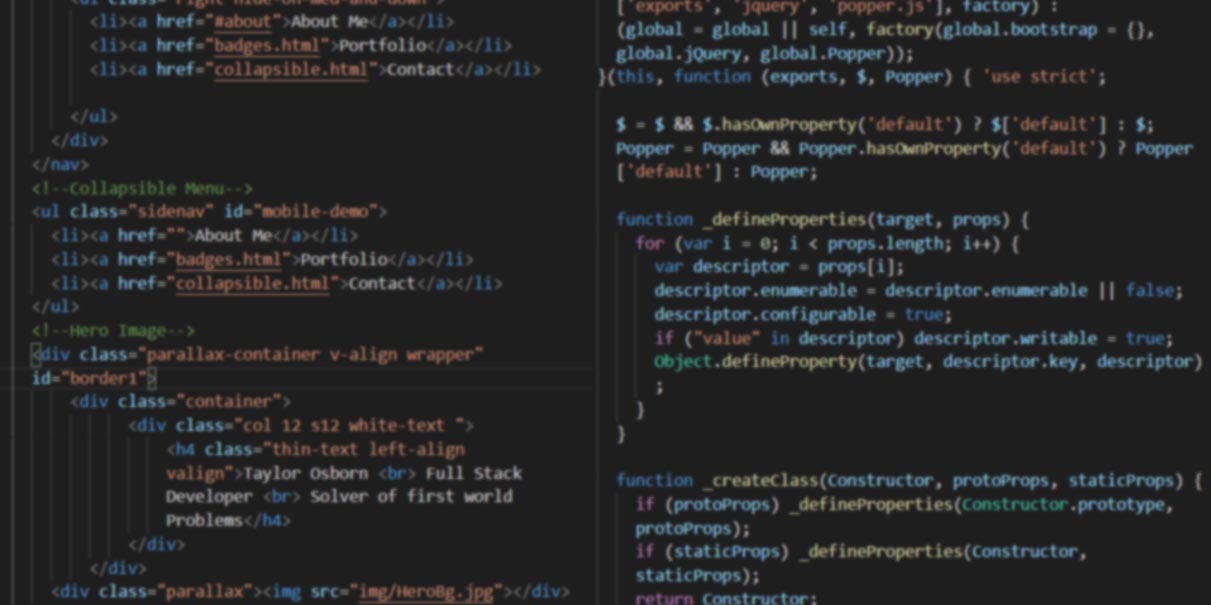 <ul class="right hide-on-med-and-down">
<li><a href="#about">About Me</a></li>
<li><a href="badges.html">Portfolio</a></li>
<li><a href="collapsible.html">Contact</a></li>
</ul>
</div>
</nav>
<!--Collapsible Menu-->
<ul class="sidenav" id="mobile-demo">
<li><a href="">About Me</a></li>
<li><a href="badges.html">Portfolio</a></li>
<li><a href="collapsible.html">Contact</a></li>
</ul>
<!--Hero Image-->
<div class="parallax-container v-align wrapper"
id="border1">
<div class="container">
<div class="col 12 s12 white-text ">
<h4 class="thin-text left-align
valign">Taylor Osborn <br> Full Stack
Developer <br> Solver of first world
Problems</h4>
</div>
</div>
<div class="parallax"><img src="img/HeroBg.jpg"></div>
['exports', 'jquery', 'popper.js'], factory) :
(global = global || self, factory(global.bootstrap = {},
global.jQuery, global.Popper));
}(this, function (exports, $, Popper) { 'use strict';
$ = $ && $.hasOwnProperty('default') ? $['default'] : $;
Popper = Popper && Popper.hasOwnProperty('default') ? Popper
['default'] : Popper;
function _defineProperties(target, props) {
for (var i = 0; i < props.length; i++) {
var descriptor = props[i];
descriptor.enumerable = descriptor.enumerable || false;
descriptor.configurable = true;
if ("value" in descriptor) descriptor.writable = true;
Object.defineProperty(target, descriptor.key, descriptor)
;
}
}
function _createClass(Constructor, protoProps, staticProps) {
if (protoProps) _defineProperties(Constructor.prototype,
protoProps);
if (staticProps) _defineProperties(Constructor,
staticProps);
return Constructor;